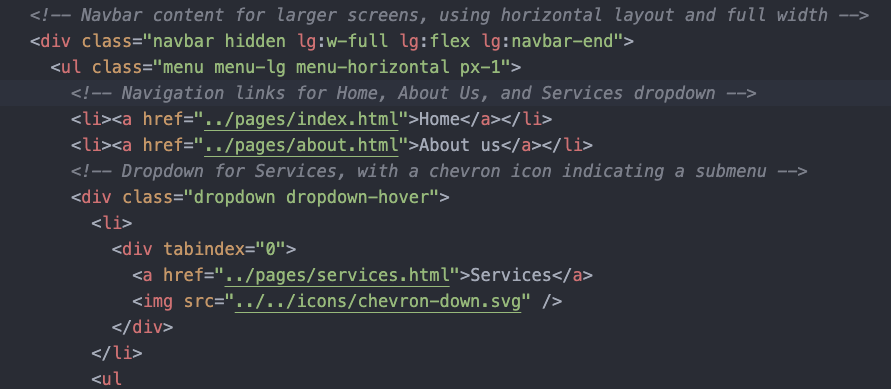 <!-- Navbar content for larger screens, using horizontal layout and full width -->
<div class="navbar hidden lg:w-full lg:flex lg:navbar-end">
<ul class="menu menu-lg menu-horizontal px-1">
<!-- Navigation links for Home, About Us, and Services dropdown -->
<li><a href="../pages/index.html">Home</a></li>
<li><a href="../pages/about.html">About us</a></li>
<!-- Dropdown for Services, with a chevron icon indicating a submenu -->
<div class="dropdown dropdown-hover">
<li>
<div tabindex="0">
<a href="../pages/services.html">Services</a>
<img src="../../icons/chevron-down.svg" />
</div>
</li>
<ul